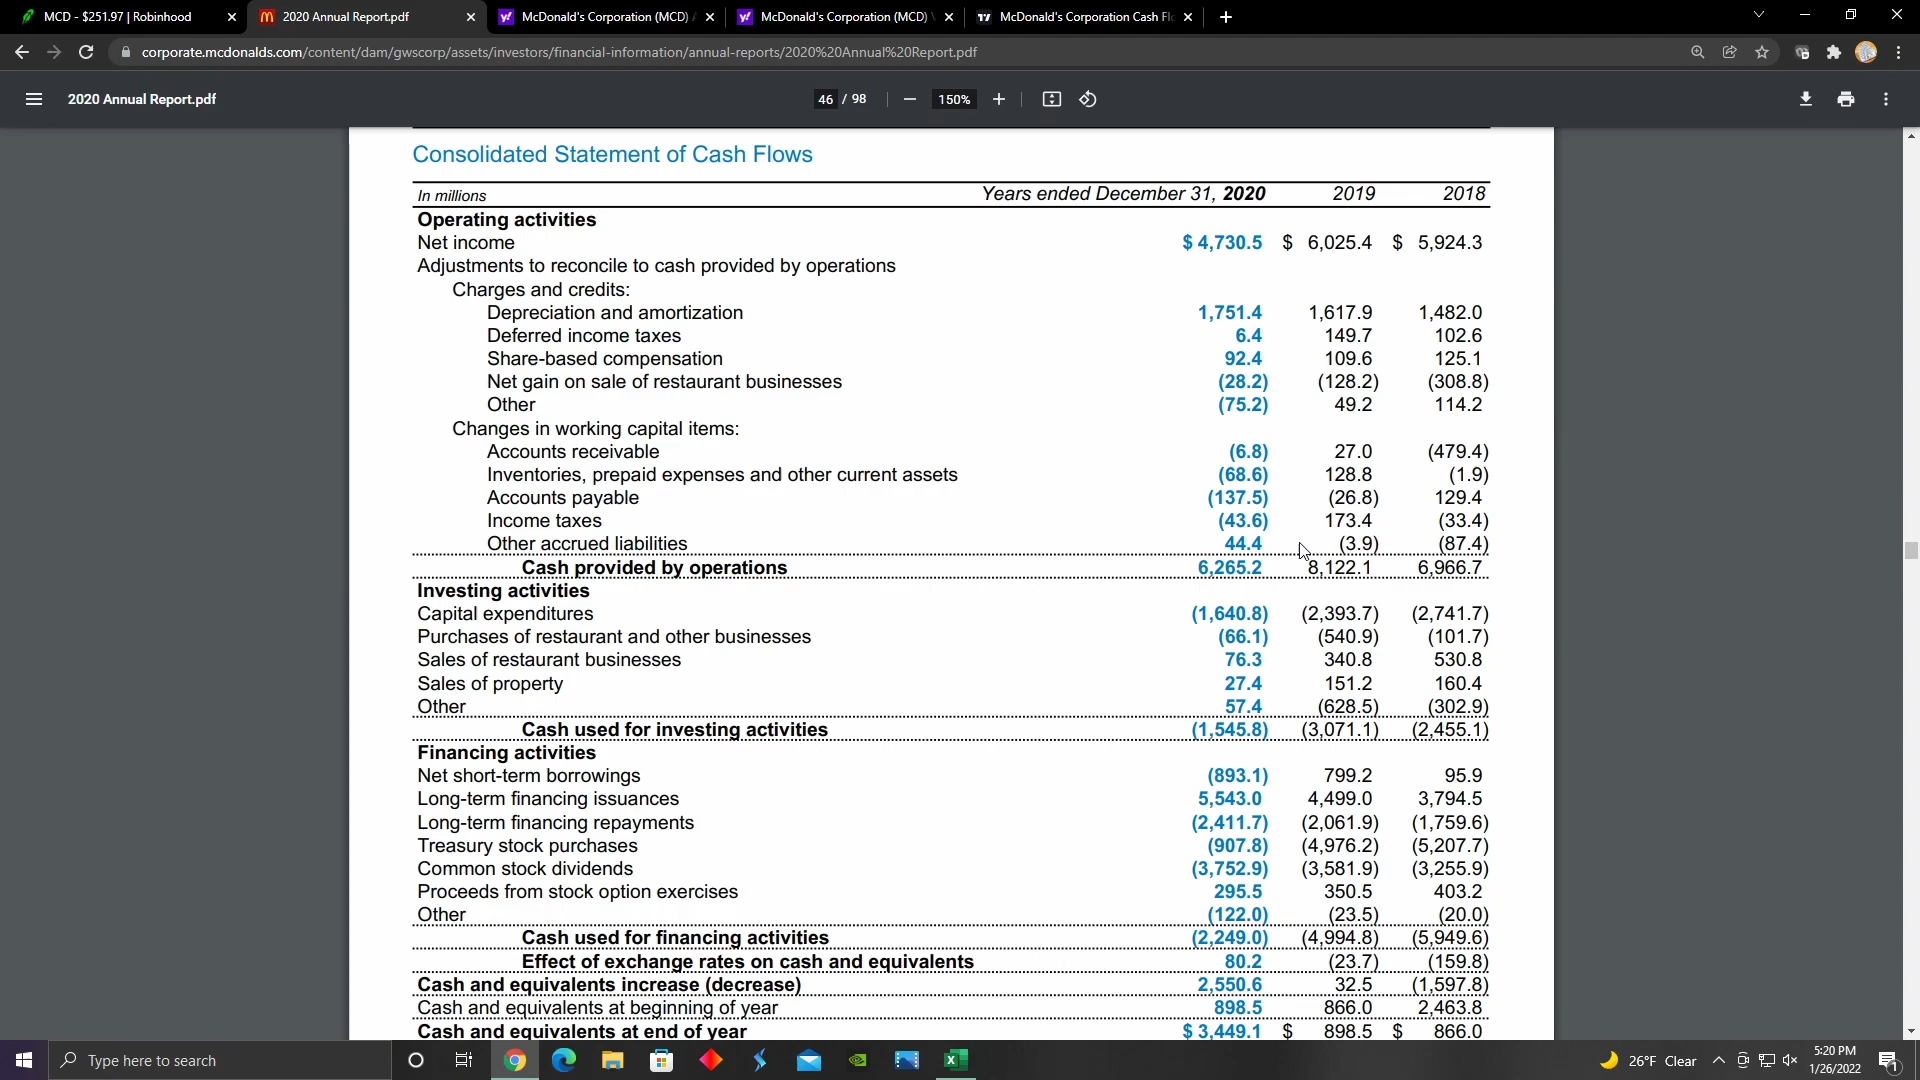 MCD - $251.97 | Robinhood
2020 Annual Report.pdf
McDonald's Corporation (MCD)
McDonald's Corporation (MCD)
McDonald's Corporation Cash Fl
corporate.mcdonalds.com/content/dam/gwscorp/assets/investors/financial-information/annual-reports/2020%20Annual%20Report.pdf
2020 Annual Report.pdf 46 / 98 150%
Consolidated Statement of Cash Flows
In millions Years ended December 31, 2020 2019 2018
Operating activities
Net income $ 4,730.5 $ 6,025.4 $ 5,924.3
Adjustments to reconcile to cash provided by operations
Charges and credits:
Depreciation and amortization 1,751.4 1,617.9 1,482.0
Deferred income taxes 6.4 149.7 102.6
Share-based compensation 92.4 109.6 125.1
Net gain on sale of restaurant businesses (28.2) (128.2) (308.8)
Other (75.2) 49.2 114.2
Changes in working capital items:
Accounts receivable (6.8) 27.0 (479.4)
Inventories, prepaid expenses and other current assets (68.6) 128.8 (1.9)
Accounts payable (137.5) (26.8) 129.4
Income taxes (43.6) 173.4 (33.4)
Other accrued liabilities 44.4 (3.9) (87.4)
Cash provided by operations 6,265.2 8,122.1 6,966.7
Investing activities
Capital expenditures (1,640.8) (2,393.7) (2,741.7)
Purchases of restaurant and other businesses (66.1) (540.9) (101.7)
Sales of restaurant businesses 76.3 340.8 530.8
Sales of property 27.4 151.2 160.4
Other 57.4 (628.5) (302.9)
Cash used for investing activities (1,545.8) (3,071.1) (2,455.1)
Financing activities
Net short-term borrowings (893.1) 799.2 95.9
Long-term financing issuances 5,543.0 4,499.0 3,794.5
Long-term financing repayments (2,411.7) (2,061.9) (1,759.6)
Treasury stock purchases (907.8) (4,976.2) (5,207.7)
Common stock dividends (3,752.9) (3,581.9) (3,255.9)
Proceeds from stock option exercises 295.5 350.5 403.2
Other (122.0) (23.5) (20.0)
Cash used for financing activities (2,249.0) (4,994.8) (5,949.6)
Effect of exchange rates on cash and equivalents 80.2 (23.7) (159.8)
Cash and equivalents increase (decrease) 2,550.6 32.5 (1,597.8)
Cash and equivalents at beginning of year 898.5 866.0 2,463.8
Cash and equivalents at end of year $ 3,449.1 $ 898.5 $ 866.0
Type here to search
26°F Clear
5:20 PM
1/26/2022